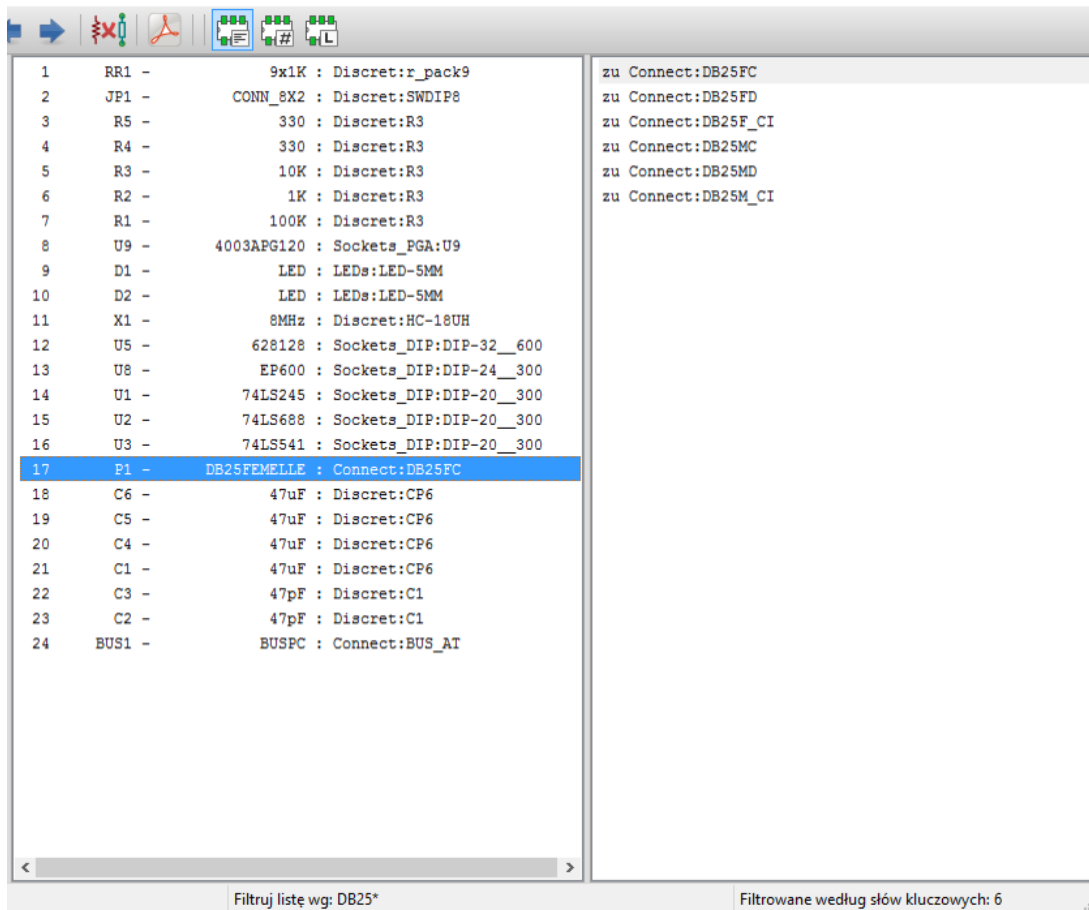 1 RR1 - 9x1K : Discret:r_pack9
2 JP1 - CONN_8X2 : Discret:SWDIP8
3 R5 - 330 : Discret:R3
4 R4 - 330 : Discret:R3
5 R3 - 10K : Discret:R3
6 R2 - 1K : Discret:R3
7 R1 - 100K : Discret:R3
8 U9 - 4003APG120 : Sockets_PGA:U9
9 D1 - LED : LEDs:LED-5MM
10 D2 - LED : LEDs:LED-5MM
11 X1 - 8MHz : Discret:HC-18UH
12 U5 - 628128 : Sockets_DIP:DIP-32__600
13 U8 - EP600 : Sockets_DIP:DIP-24__300
14 U1 - 74LS245 : Sockets_DIP:DIP-20__300
15 U2 - 74LS688 : Sockets_DIP:DIP-20__300
16 U3 - 74LS541 : Sockets_DIP:DIP-20__300
17 P1 - DB25FEMELLE : Connect:DB25FC
18 C6 - 47uF : Discret:CP6
19 C5 - 47uF : Discret:CP6
20 C4 - 47uF : Discret:CP6
21 C1 - 47uF : Discret:CP6
22 C3 - 47pF : Discret:C1
23 C2 - 47pF : Discret:C1
24 BUS1 - BUSPC : Connect:BUS_AT
zu Connect:DB25FC
zu Connect:DB25FD
zu Connect:DB25F_CI
zu Connect:DB25MC
zu Connect:DB25MD
zu Connect:DB25M_CI
Filtruj listę wg: DB25*
Filtrowane według słów kluczowych: 6